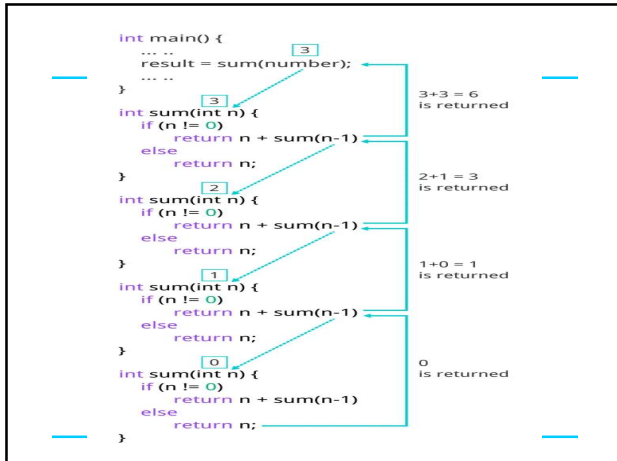 int main() {
... ..
3
result = sum(number);
... ..
}
3+3 = 6
is returned
3
int sum(int n) {
if (n != 0)
return n + sum(n-1)
else
return n;
}
2+1 = 3
is returned
2
int sum(int n) {
if (n != 0)
return n + sum(n-1)
else
return n;
}
1+0 = 1
is returned
1
int sum(int n) {
if (n != 0)
return n + sum(n-1)
else
return n;
}
0
is returned
0
int sum(int n) {
if (n != 0)
return n + sum(n-1)
else
return n;
}